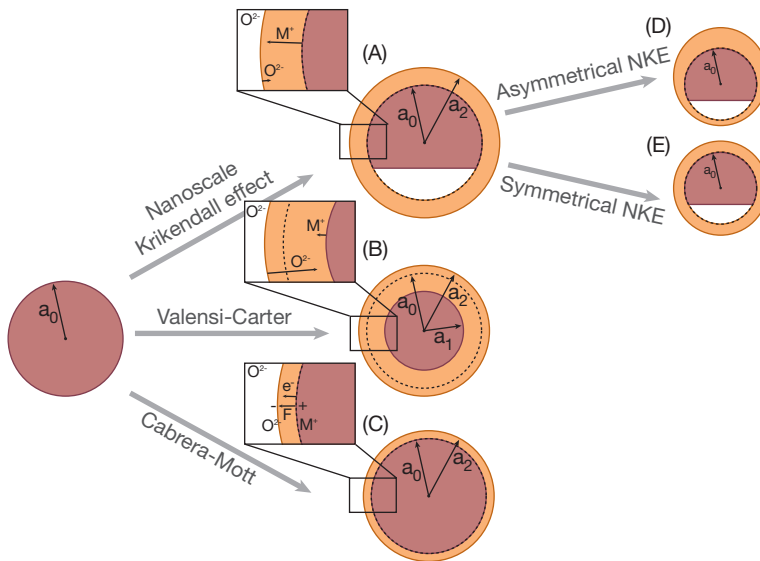 O²⁻
M⁺
O²⁻
(A)
a₀
a₂
Asymmetrical NKE
(D)
a₀
Symmetrical NKE
(E)
a₀
Nanoscale
Krikendall effect
O²⁻
M⁺
O²⁻
(B)
a₀
a₂
a₁
a₀
Valensi-Carter
O²⁻
e⁻
- F +
O²⁻ M⁺
(C)
a₀
a₂
Cabrera-Mott